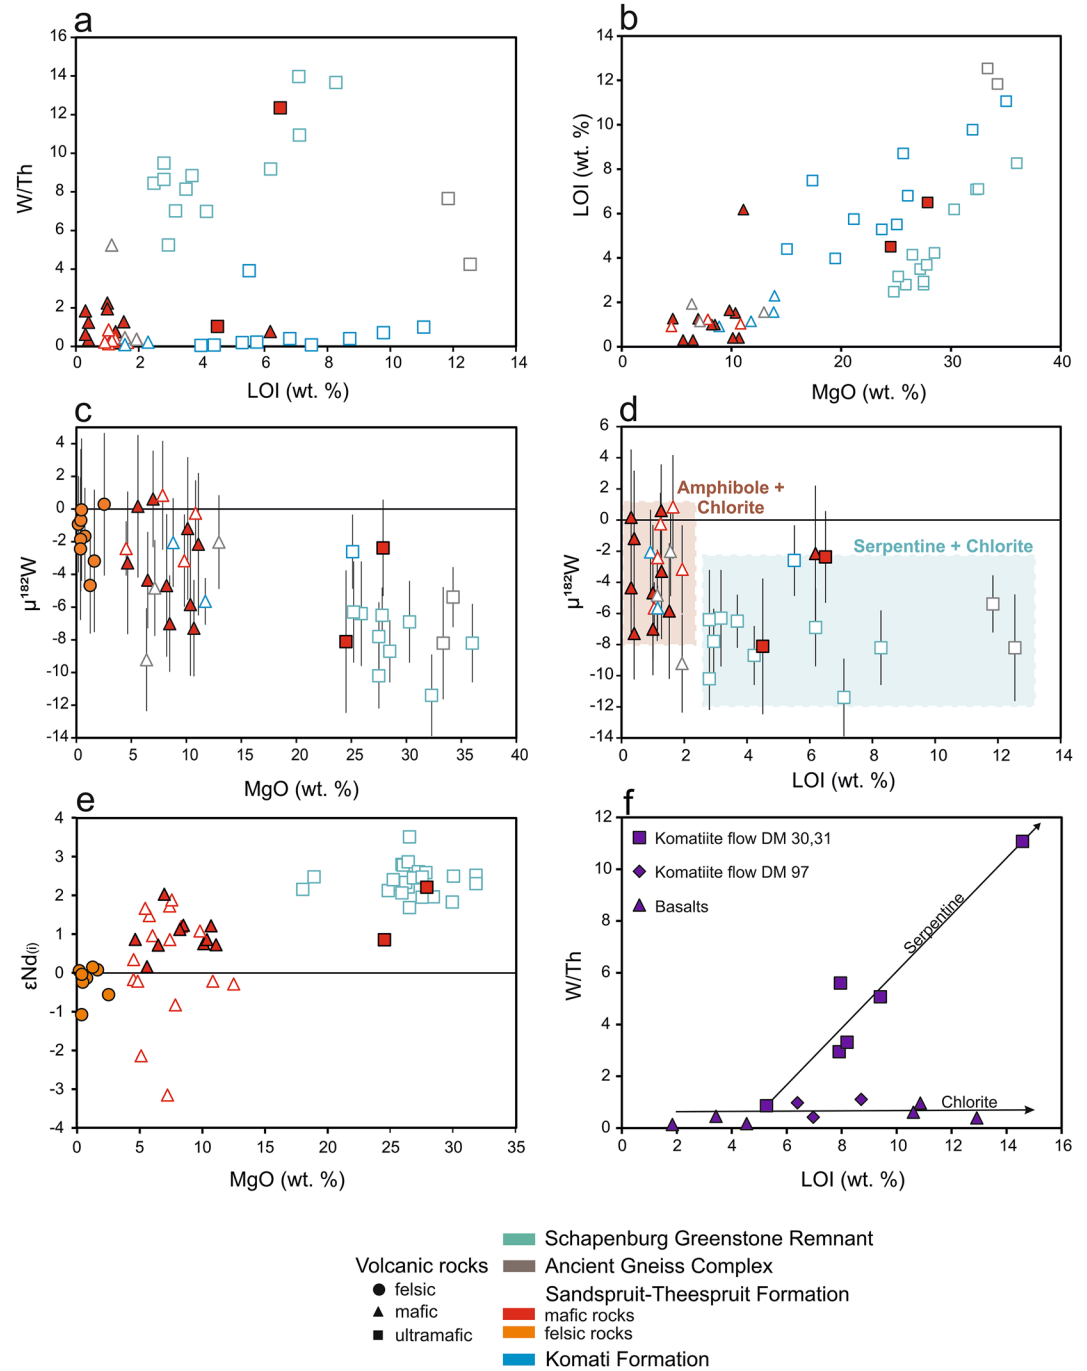 a
16
14
12
10
8
6
4
2
0
W/Th
0
2
4
6
8
10
12
14
LOI (wt. %)
b
14
12
10
8
6
4
2
0
LOI (wt. %)
0
10
20
30
40
MgO (wt. %)
c
4
2
0
-2
-4
-6
-8
-10
-12
-14
μ¹⁸²W
0
5
10
15
20
25
30
35
40
MgO (wt. %)
d
6
4
2
0
-2
-4
-6
-8
-10
-12
-14
μ¹⁸²W
Amphibole +
Chlorite
Serpentine + Chlorite
0
2
4
6
8
10
12
14
LOI (wt. %)
e
4
3
2
1
0
-1
-2
-3
-4
εNd(i)
0
5
10
15
20
25
30
35
MgO (wt. %)
f
12
10
8
6
4
2
0
W/Th
Komatiite flow DM 30,31
Komatiite flow DM 97
Basalts
Serpentine
Chlorite
0
2
4
6
8
10
12
14
16
LOI (wt. %)
Volcanic rocks
felsic
mafic
ultramafic
Schapenburg Greenstone Remnant
Ancient Gneiss Complex
Sandspruit-Theespruit Formation
mafic rocks
felsic rocks
Komati Formation